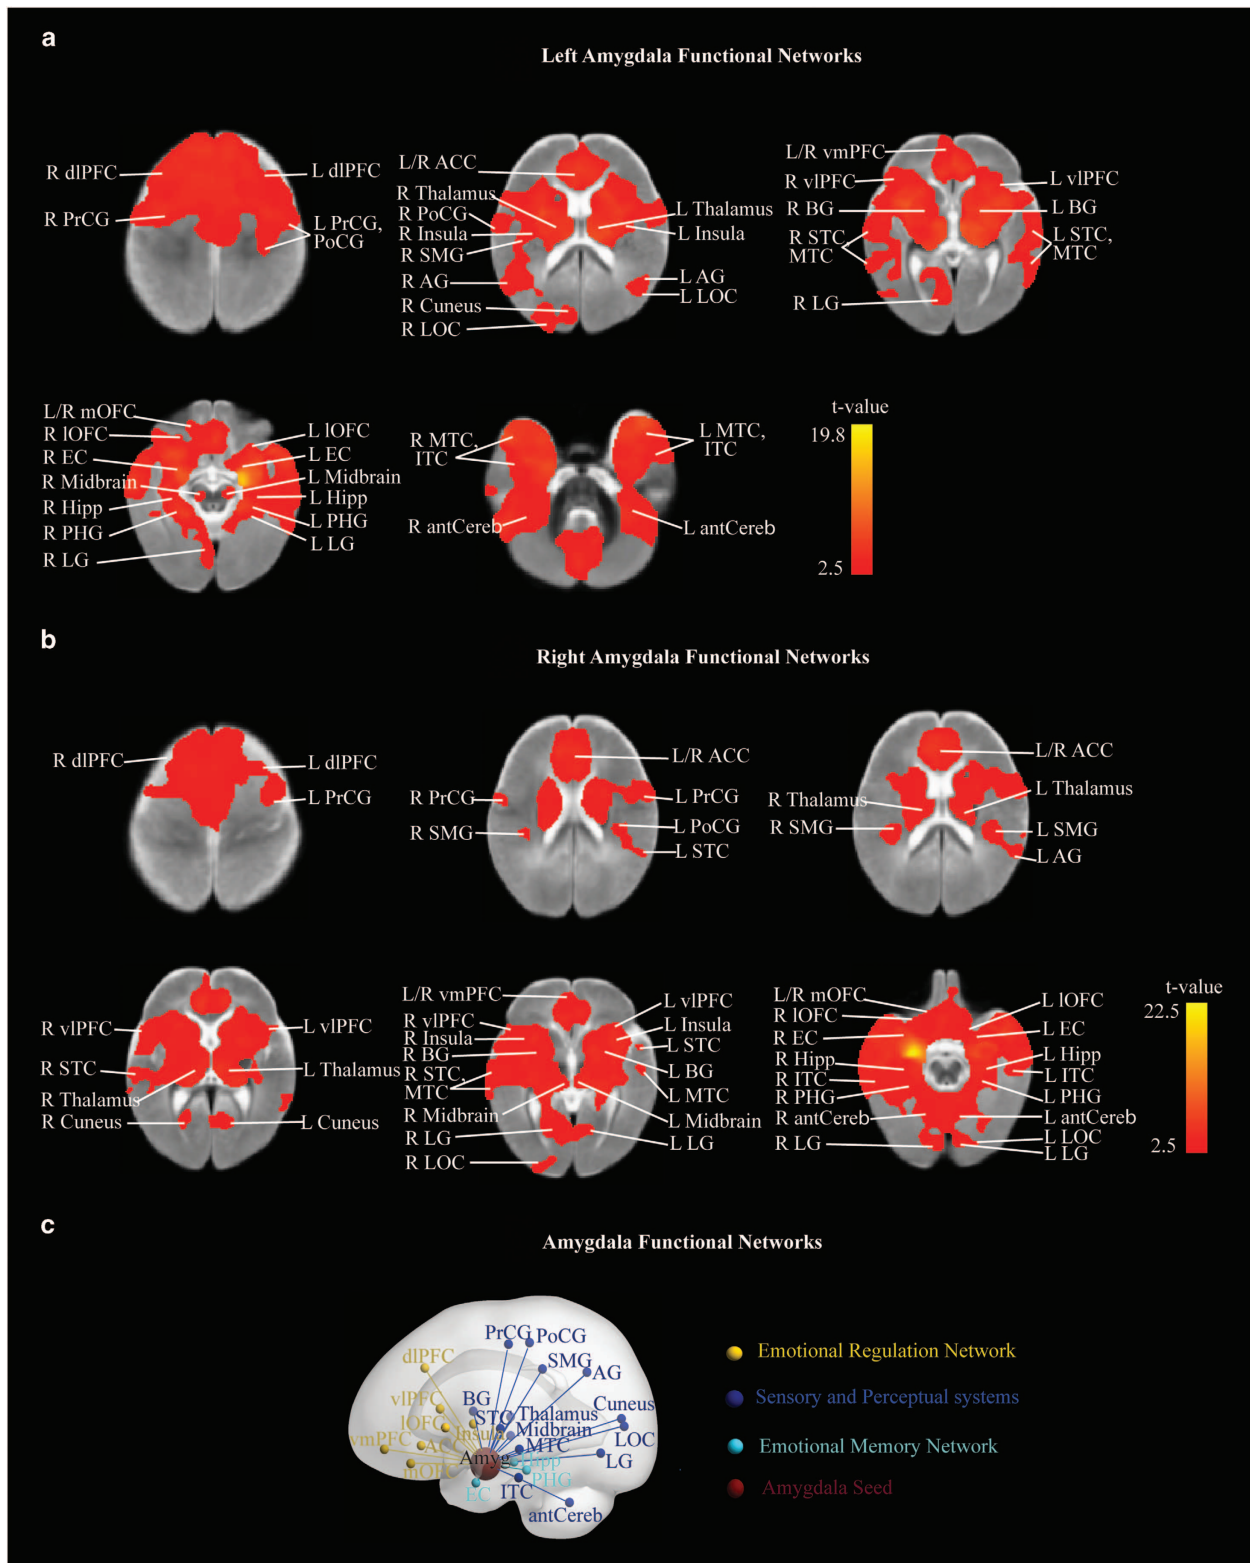 a
Left Amygdala Functional Networks
R dlPFC
L dlPFC
R PrCG
L PrCG,
PoCG
L/R ACC
R Thalamus
R PoCG
R Insula
R SMG
R AG
R Cuneus
R LOC
L Thalamus
L Insula
L AG
L LOC
L/R vmPFC
R vlPFC
R BG
R STC,
MTC
R LG
L vlPFC
L BG
L STC,
MTC
L/R mOFC
R lOFC
R EC
R Midbrain
R Hipp
R PHG
R LG
L lOFC
L EC
L Midbrain
L Hipp
L PHG
L LG
R MTC,
ITC
R antCereb
L MTC,
ITC
L antCereb
t-value
19.8
2.5
b
Right Amygdala Functional Networks
R dlPFC
L dlPFC
L PrCG
R PrCG
R SMG
L/R ACC
L PrCG
L PoCG
L STC
L/R ACC
R Thalamus
R SMG
L Thalamus
L SMG
L AG
R vlPFC
R STC
R Thalamus
R Cuneus
L vlPFC
L Thalamus
L Cuneus
L/R vmPFC
R vlPFC
R Insula
R BG
R STC,
MTC
R Midbrain
R LG
R LOC
L vlPFC
L Insula
L STC
L BG
L MTC
L Midbrain
L LG
L/R mOFC
R lOFC
R EC
R Hipp
R ITC
R PHG
R antCereb
R LG
L lOFC
L EC
L Hipp
L ITC
L PHG
L antCereb
L LOC
L LG
t-value
22.5
2.5
c
Amygdala Functional Networks
PrCG
PoCG
dlPFC
SMG
AG
vlPFC
BG
Cuneus
lOFC
STC
Thalamus
Insula
Midbrain
LOC
vmPFC
ACC
MTC
LG
Amyg
Hipp
mOFC
PHG
EC
ITC
antCereb
Emotional Regulation Network
Sensory and Perceptual systems
Emotional Memory Network
Amygdala Seed